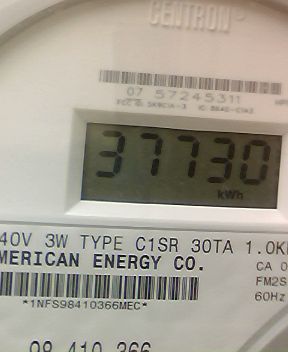 CENTRON®
07 57245311
37730
kWh
40V 3W TYPE C1SR 30TA 1.0K
MERICAN ENERGY CO.
CA 0
FM2S
60Hz
*1NFS98410366MEC*
98 410 366